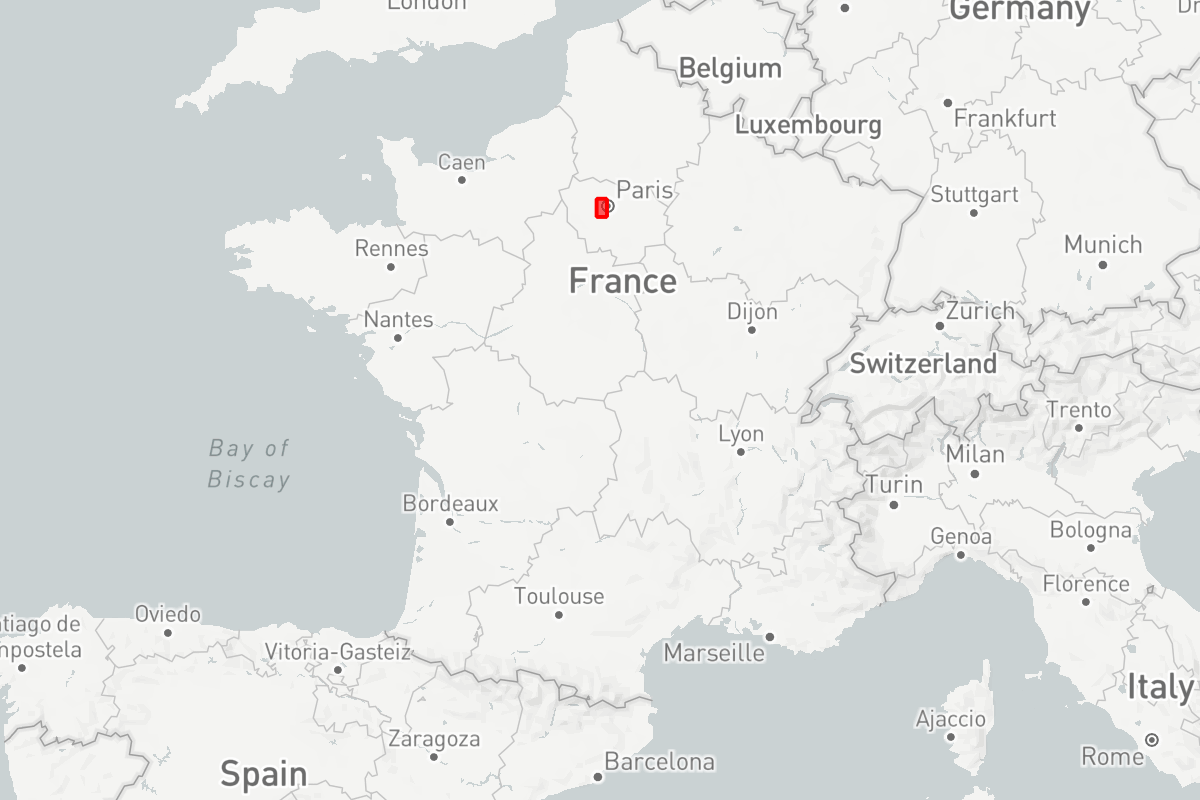 London
Germany
Dr
Belgium
Luxembourg
Frankfurt
Caen
Paris
Stuttgart
Rennes
Munich
France
Nantes
Dijon
Zurich
Switzerland
Trento
Lyon
Bay of
Biscay
Milan
Turin
Bordeaux
Genoa
Bologna
Toulouse
Florence
Oviedo
tiago de
mpostela
Vitoria-Gasteiz
Marseille
Italy
Ajaccio
Zaragoza
Rome
Barcelona
Spain